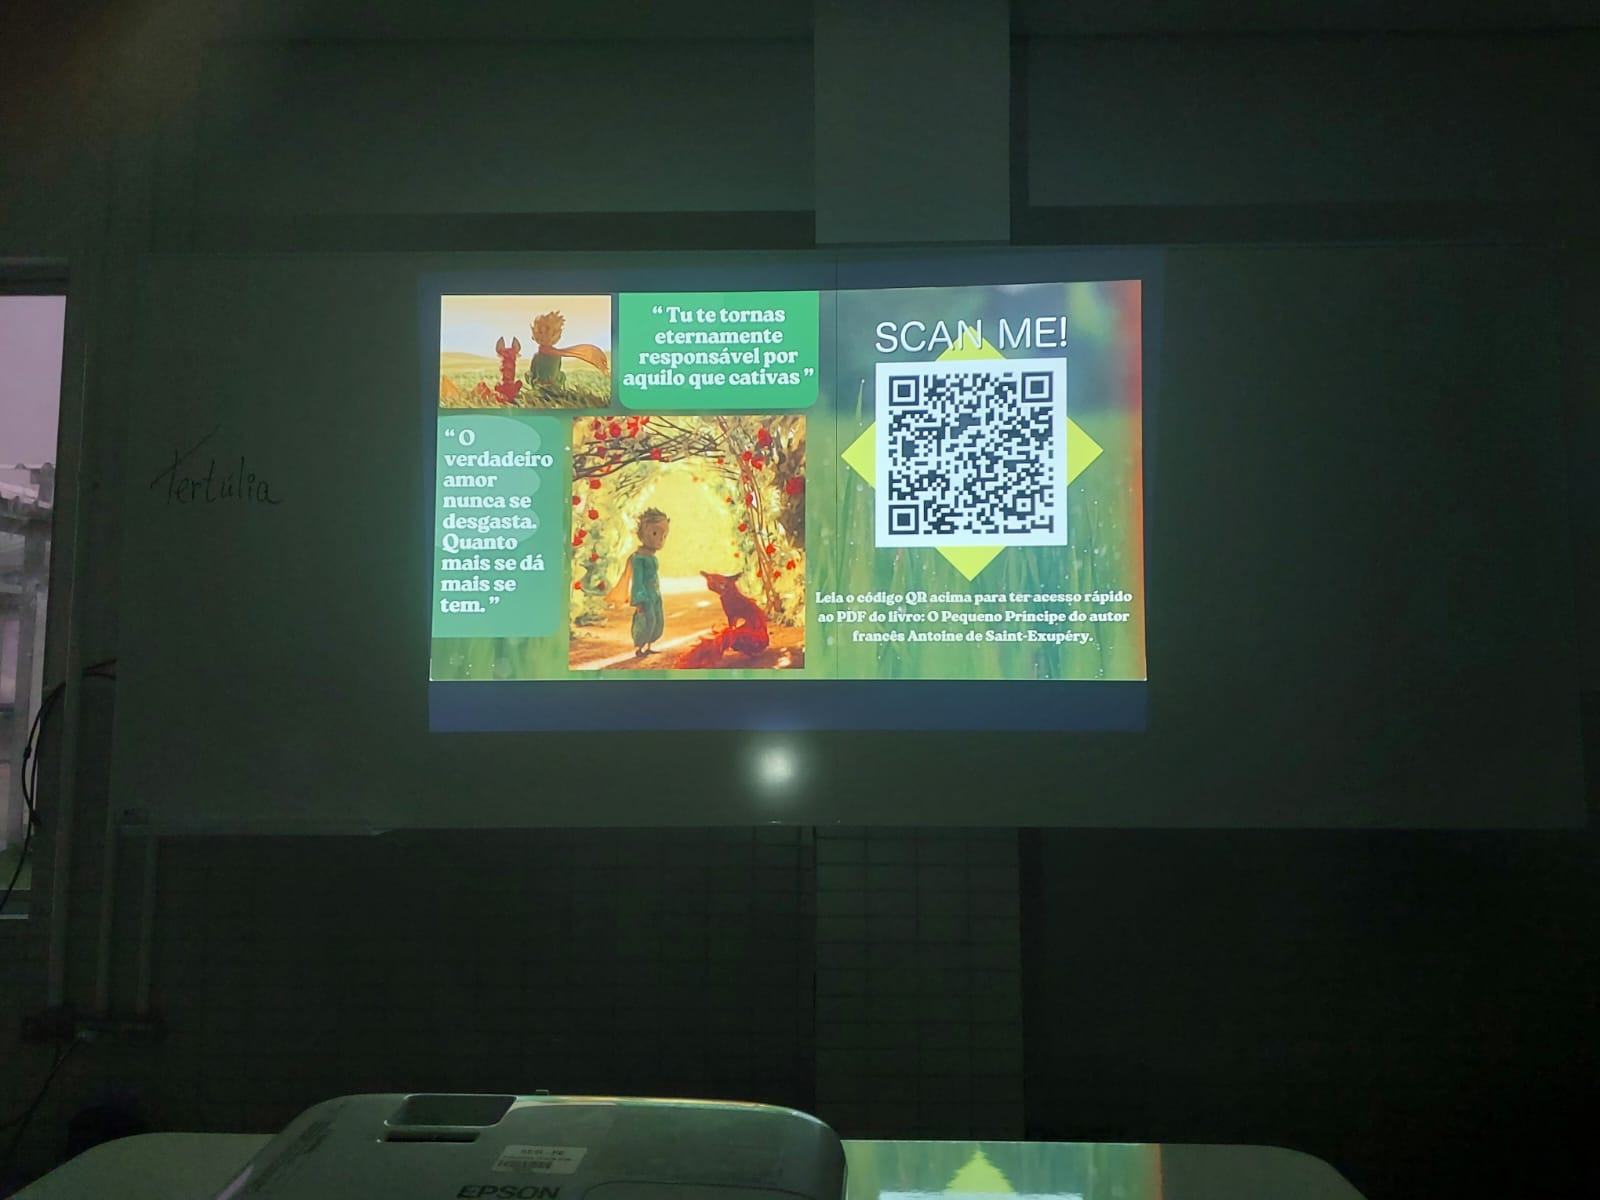 Tertúlia
“ Tu te tornas
eternamente
responsável por
aquilo que cativas ”
“ O
verdadeiro
amor
nunca se
desgasta.
Quanto
mais se dá
mais se
tem. ”
SCAN ME!
Leia o código QR acima para ter acesso rápido
ao PDF do livro: O Pequeno Príncipe do autor
francês Antoine de Saint-Exupéry.
EPSON